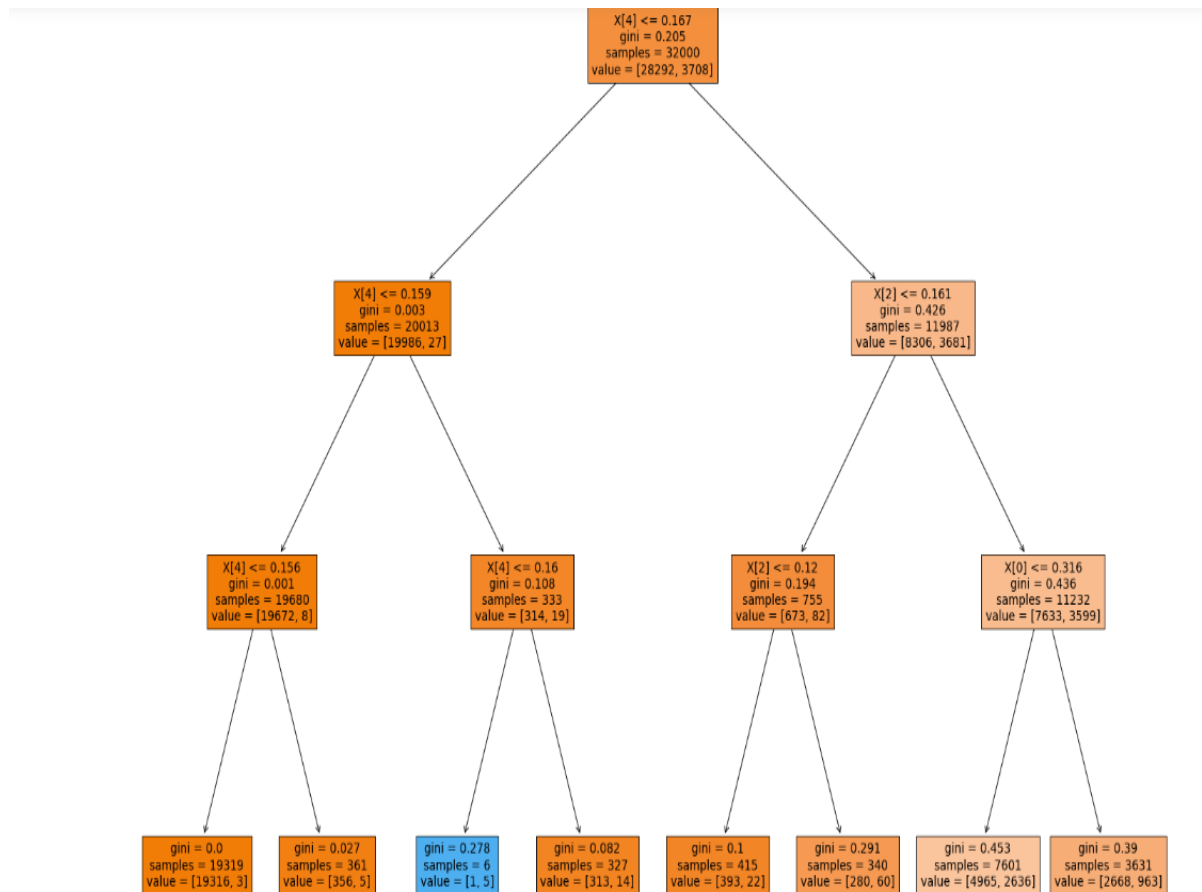 X[4] <= 0.167
gini = 0.205
samples = 32000
value = [28292, 3708]
X[4] <= 0.159
gini = 0.003
samples = 20013
value = [19986, 27]
X[2] <= 0.161
gini = 0.426
samples = 11987
value = [8306, 3681]
X[4] <= 0.156
gini = 0.001
samples = 19680
value = [19672, 8]
X[4] <= 0.16
gini = 0.108
samples = 333
value = [314, 19]
X[2] <= 0.12
gini = 0.194
samples = 755
value = [673, 82]
X[0] <= 0.316
gini = 0.436
samples = 11232
value = [7633, 3599]
gini = 0.0
samples = 19319
value = [19316, 3]
gini = 0.027
samples = 361
value = [356, 5]
gini = 0.278
samples = 6
value = [1, 5]
gini = 0.082
samples = 327
value = [313, 14]
gini = 0.1
samples = 415
value = [393, 22]
gini = 0.291
samples = 340
value = [280, 60]
gini = 0.453
samples = 7601
value = [4965, 2636]
gini = 0.39
samples = 3631
value = [2668, 963]